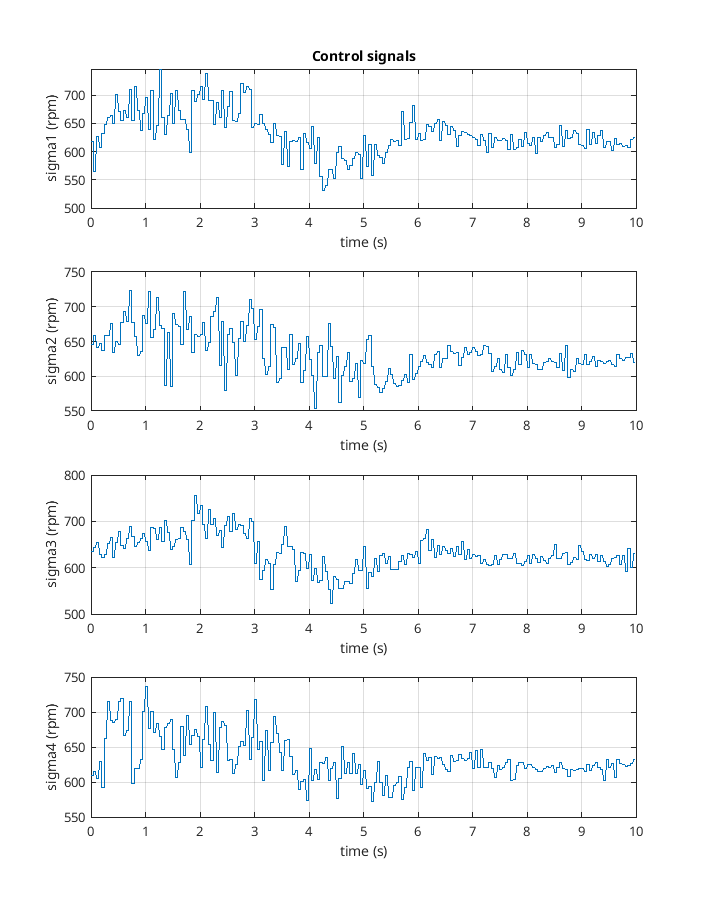 Control signals
sigma1 (rpm)
700
650
600
550
500
0 1 2 3 4 5 6 7 8 9 10
time (s)
sigma2 (rpm)
750
700
650
600
550
0 1 2 3 4 5 6 7 8 9 10
time (s)
sigma3 (rpm)
800
700
600
500
0 1 2 3 4 5 6 7 8 9 10
time (s)
sigma4 (rpm)
750
700
650
600
550
0 1 2 3 4 5 6 7 8 9 10
time (s)